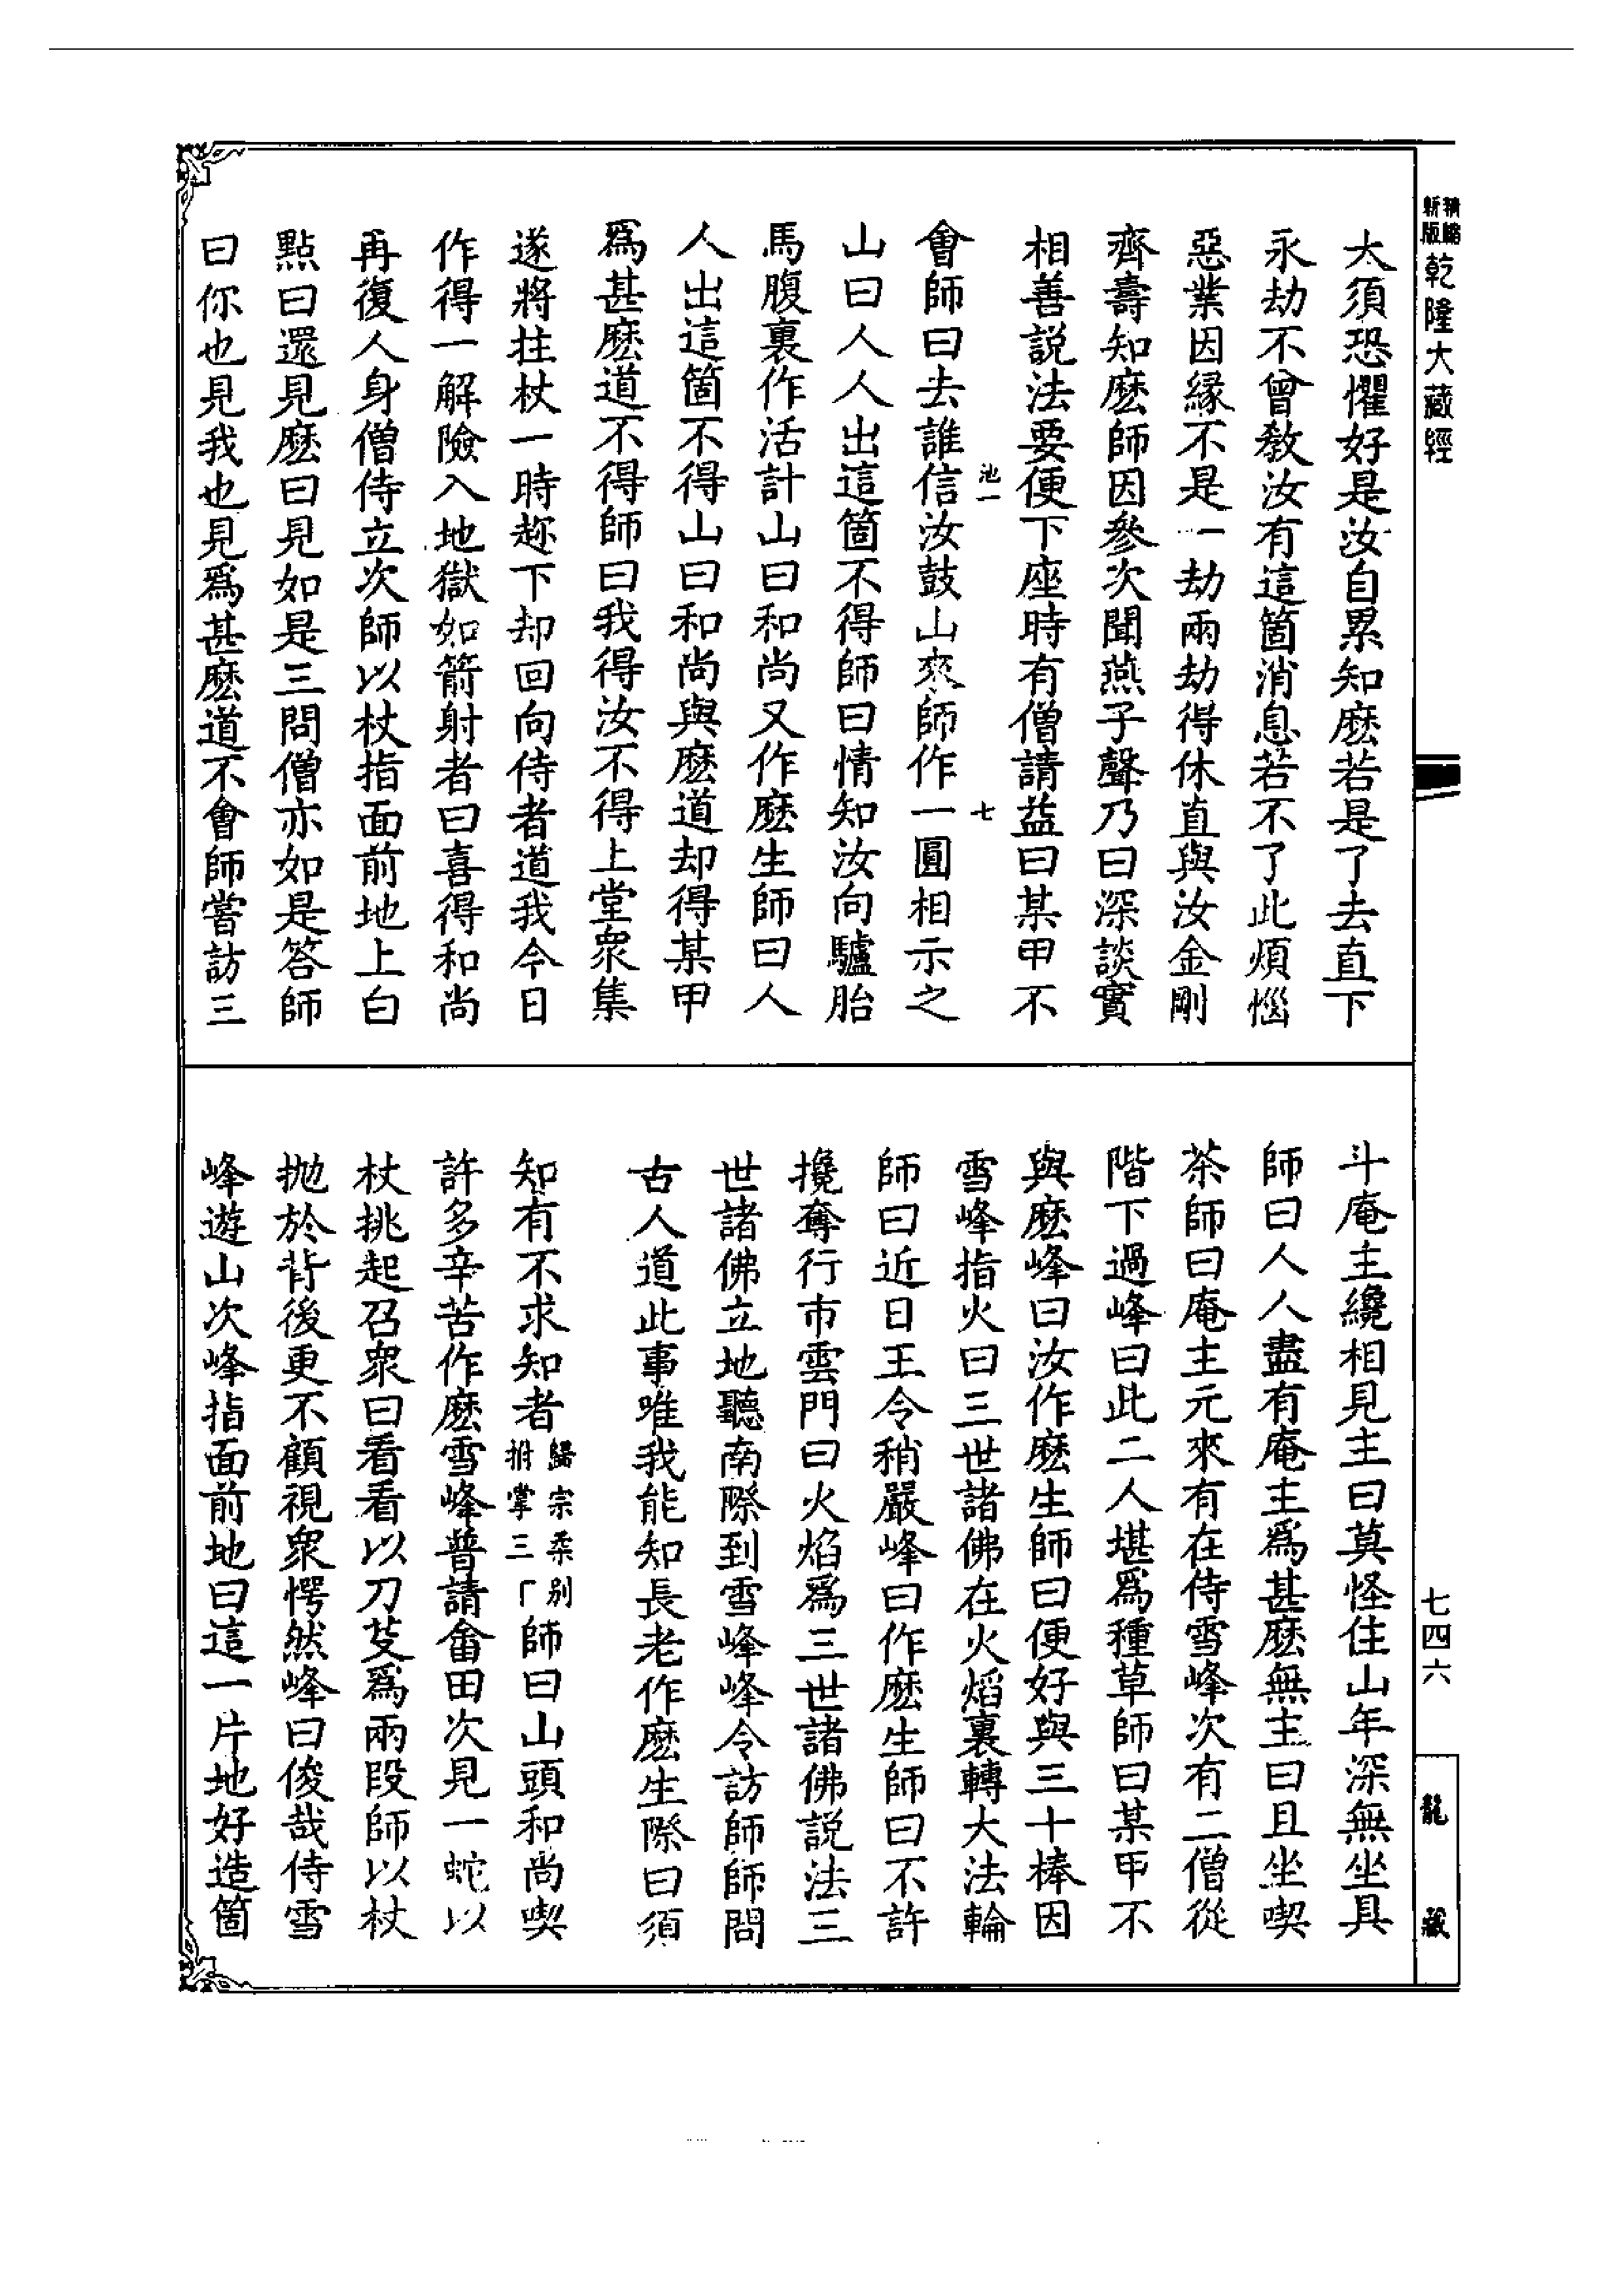 精縮新版乾隆大藏經
七四六
龍藏
太須恐懼好是汝自累知麽若是了去直下
永劫不曾教汝有這箇消息若不了此煩惱
惡業因緣不是一劫兩劫得休直與汝金剛
齊壽知麽師因參次聞燕子聲乃曰深談實
相善説法要便下座時有僧請益曰某甲不
池一
七
會師曰去誰信汝鼓山來師作一圓相示之
山曰人人出這箇不得師曰情知汝向驢胎
馬腹裏作活計山曰和尚又作麽生師曰人
人出這箇不得山曰和尚與麽道却得某甲
爲甚麽道不得師曰我得汝不得上堂衆集
遂將拄杖一時趂下却回向侍者道我今日
作得一解險入地獄如箭射者曰喜得和尚
再復人身僧侍立次師以杖指面前地上白
點曰還見麽曰見如是三問僧亦如是答師
曰你也見我也見爲甚麽道不會師嘗訪三
斗庵主纔相見主曰莫怪住山年深無坐具
師曰人人盡有庵主爲甚麽無主曰且坐喫
茶師曰庵主元來有在侍雪峰次有二僧從
階下過峰曰此二人堪爲種草師曰某甲不
與麽峰曰汝作麽生師曰便好與三十棒因
雪峰指火曰三世諸佛在火焰裏轉大法輪
師曰近日王令稍嚴峰曰作麽生師曰不許
攙奪行市雲門曰火焰爲三世諸佛説法三
世諸佛立地聽南際到雪峰峰令訪師師問
古人道此事唯我能知長老作麽生際曰須
知有不求知者歸宗柔别拊掌三下師曰山頭和尚喫
許多辛苦作麽雪峰普請畬田次見一蛇以
杖挑起召衆曰看看以刀芟爲兩段師以杖
抛於背後更不顧視衆愕然峰曰俊哉侍雪
峰遊山次峰指面前地曰這一片地好造箇